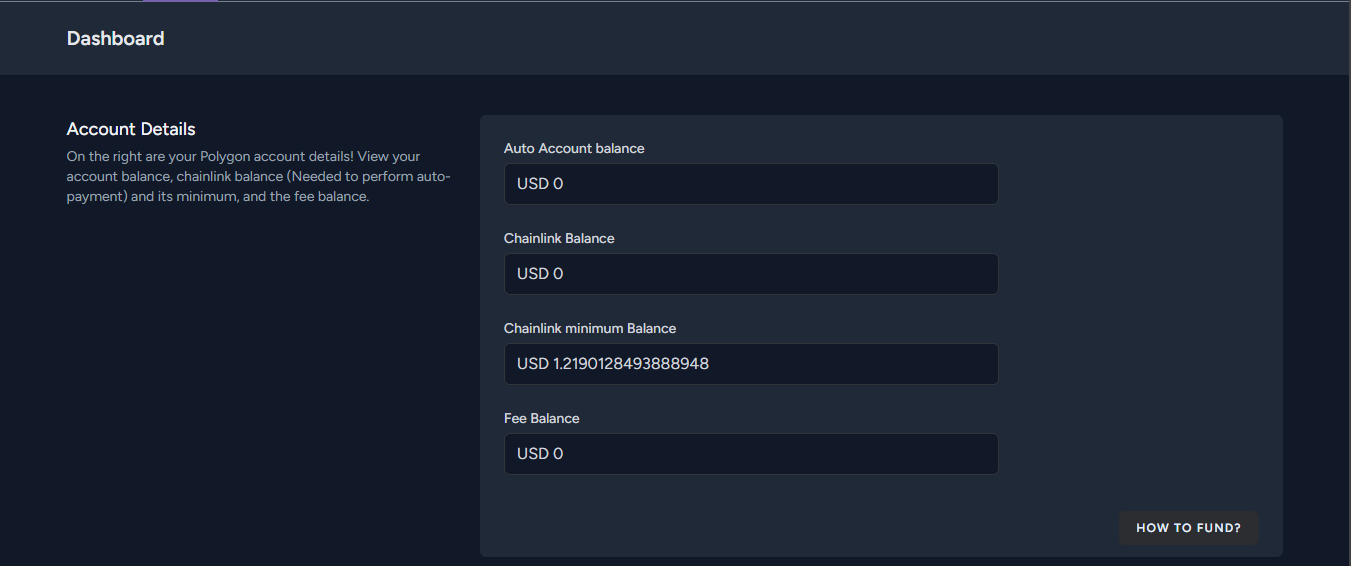 Dashboard
Account Details
On the right are your Polygon account details! View your
account balance, chainlink balance (Needed to perform auto-
payment) and its minimum, and the fee balance.
Auto Account balance
USD 0
Chainlink Balance
USD 0
Chainlink minimum Balance
USD 1.2190128493888948
Fee Balance
USD 0
HOW TO FUND?